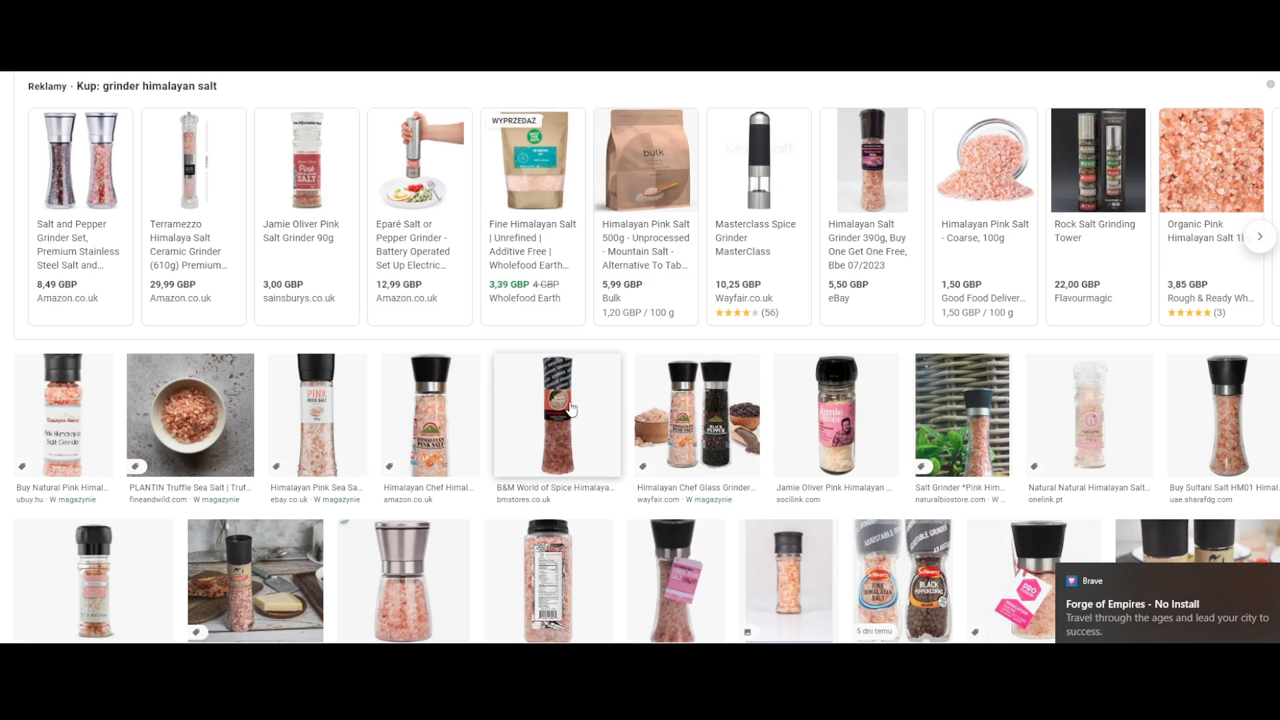 Reklamy · Kup: grinder himalayan salt
WYPRZEDAŻ
bulk
Salt and Pepper
Grinder Set,
Premium Stainless
Steel Salt and...
8,49 GBP
Amazon.co.uk
Terramezzo
Himalaya Salt
Ceramic Grinder
(610g) Premium...
29,99 GBP
Amazon.co.uk
Jamie Oliver Pink
Salt Grinder 90g
3,00 GBP
sainsburys.co.uk
Eparé Salt or
Pepper Grinder -
Battery Operated
Set Up Electric...
12,99 GBP
Amazon.co.uk
Fine Himalayan Salt
| Unrefined |
Additive Free |
Wholefood Earth...
3,39 GBP 4 GBP
Wholefood Earth
Himalayan Pink Salt
500g - Unprocessed
- Mountain Salt -
Alternative To Tab...
5,99 GBP
Bulk
1,20 GBP / 100 g
Masterclass Spice
Grinder
MasterClass
10,25 GBP
Wayfair.co.uk
(56)
Himalayan Salt
Grinder 390g, Buy
One Get One Free,
Bbe 07/2023
5,50 GBP
eBay
Himalayan Pink Salt
- Coarse, 100g
1,50 GBP
Good Food Deliver...
1,50 GBP / 100 g
Rock Salt Grinding
Tower
22,00 GBP
Flavourmagic
Organic Pink
Himalayan Salt 1
3,85 GBP
Rough & Ready Wh...
(3)
Buy Natural Pink Himal...
ubuy.hu · W magazynie
PLANTIN Truffle Sea Salt | Truf...
fineandwild.com · W magazynie
Himalayan Pink Sea Sa...
ebay.co.uk · W magazynie
Himalayan Chef Himal...
amazon.co.uk
B&M World of Spice Himalaya...
bmstores.co.uk
Himalayan Chef Glass Grinder...
wayfair.com · W magazynie
Jamie Oliver Himalayan Pink ...
socilink.com
Salt Grinder *Pink Him...
naturalbiostore.com · W ...
Natural Natural Himalayan Salt...
onelink.pt
Buy Sultani Salt HM01 Himal...
uae.sharafdg.com
Schwartz
Schwartz
BLACK
PEPPERCORN
5 dni temu
Brave
Forge of Empires - No Install
Travel through the ages and lead your city to
success.